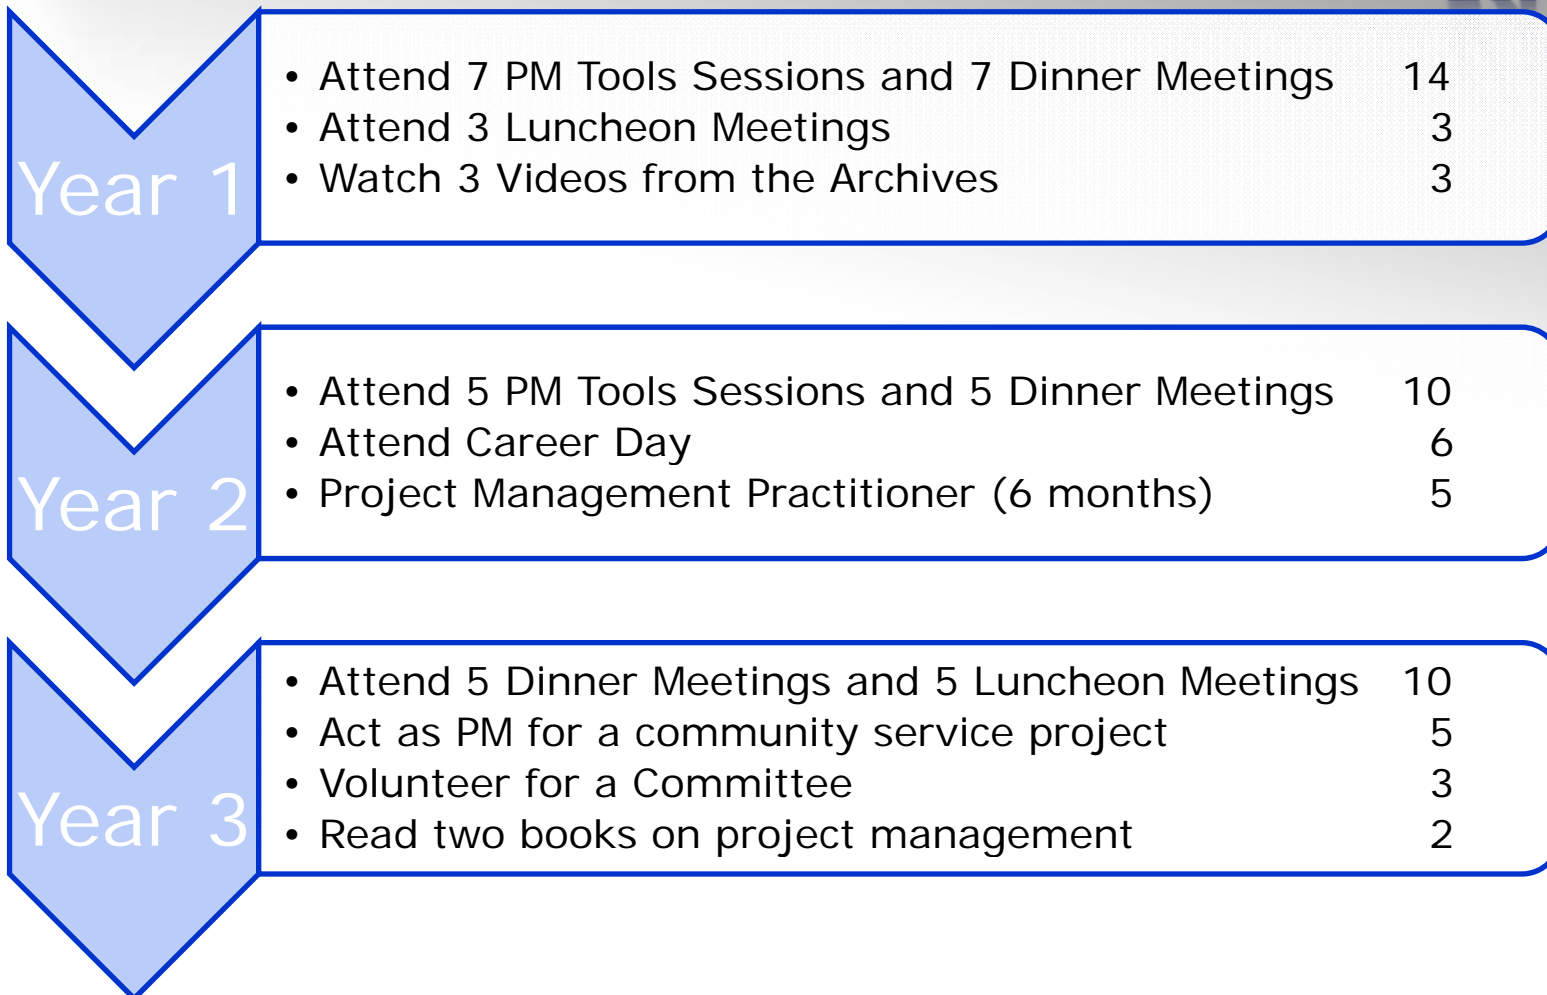 Year 1
• Attend 7 PM Tools Sessions and 7 Dinner Meetings 14
• Attend 3 Luncheon Meetings 3
• Watch 3 Videos from the Archives 3
Year 2
• Attend 5 PM Tools Sessions and 5 Dinner Meetings 10
• Attend Career Day 6
• Project Management Practitioner (6 months) 5
Year 3
• Attend 5 Dinner Meetings and 5 Luncheon Meetings 10
• Act as PM for a community service project 5
• Volunteer for a Committee 3
• Read two books on project management 2